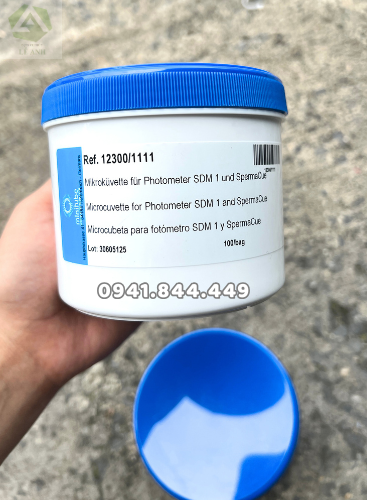 Ref. 12300/1111
Mikroküvette für Photometer SDM 1 und SpermaCue
Microcuvette for Photometer SDM 1 and SpermaCue
Microcubeta para fotómetro SDM 1 y SpermaCue
Lot: 30605125 100/bag
minitube
0941.844.449